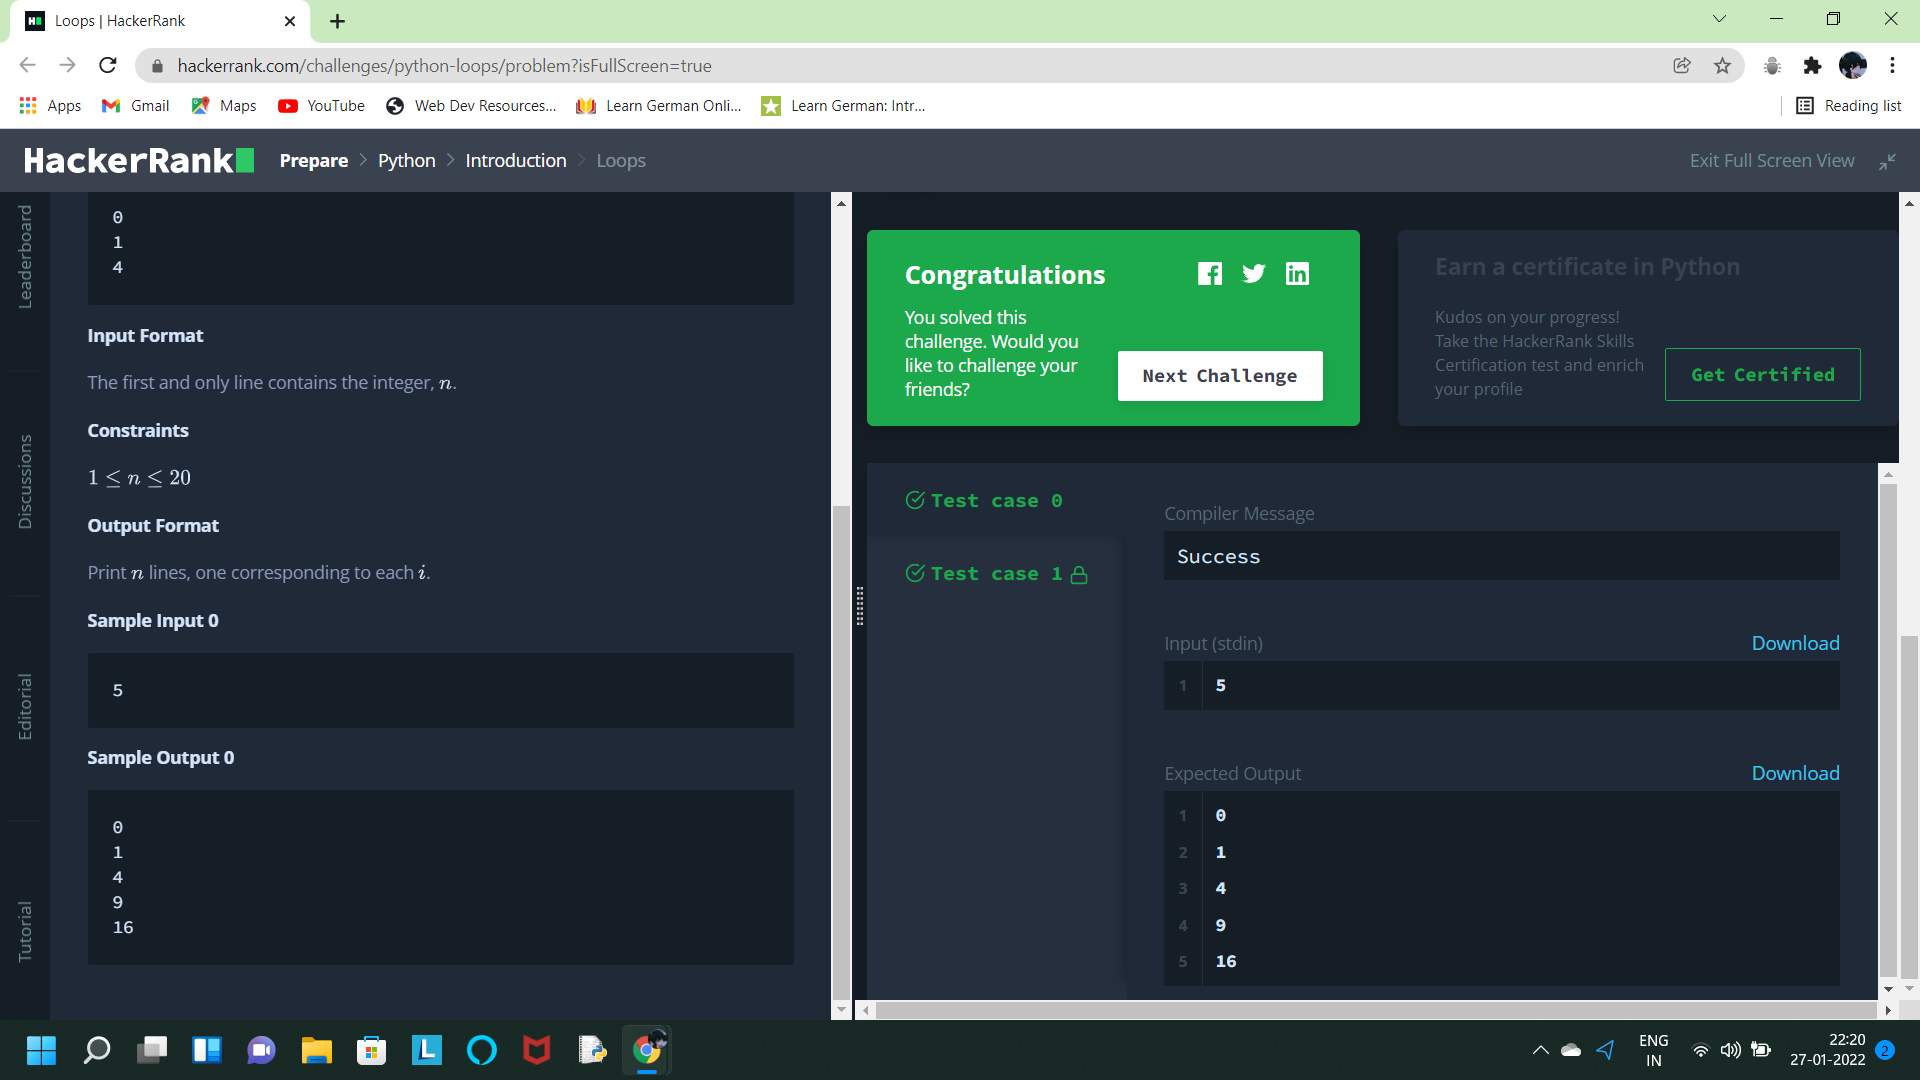 Loops | HackerRank
hackerrank.com/challenges/python-loops/problem?isFullScreen=true
Apps
Gmail
Maps
YouTube
Web Dev Resources...
Learn German Onli...
Learn German: Intr...
Reading list
HackerRank
Prepare
Python
Introduction
Loops
Exit Full Screen View
Leaderboard
Discussions
Editorial
Tutorial
0
1
4
Input Format
The first and only line contains the integer, n.
Constraints
1 ≤ n ≤ 20
Output Format
Print n lines, one corresponding to each i.
Sample Input 0
5
Sample Output 0
0
1
4
9
16
Congratulations
You solved this
challenge. Would you
like to challenge your
friends?
Next Challenge
Earn a certificate in Python
Kudos on your progress!
Take the HackerRank Skills
Certification test and enrich
your profile
Get Certified
Test case 0
Test case 1
Compiler Message
Success
Input (stdin)
Download
1 5
Expected Output
Download
1 0
2 1
3 4
4 9
5 16
ENG
IN
22:20
27-01-2022
2